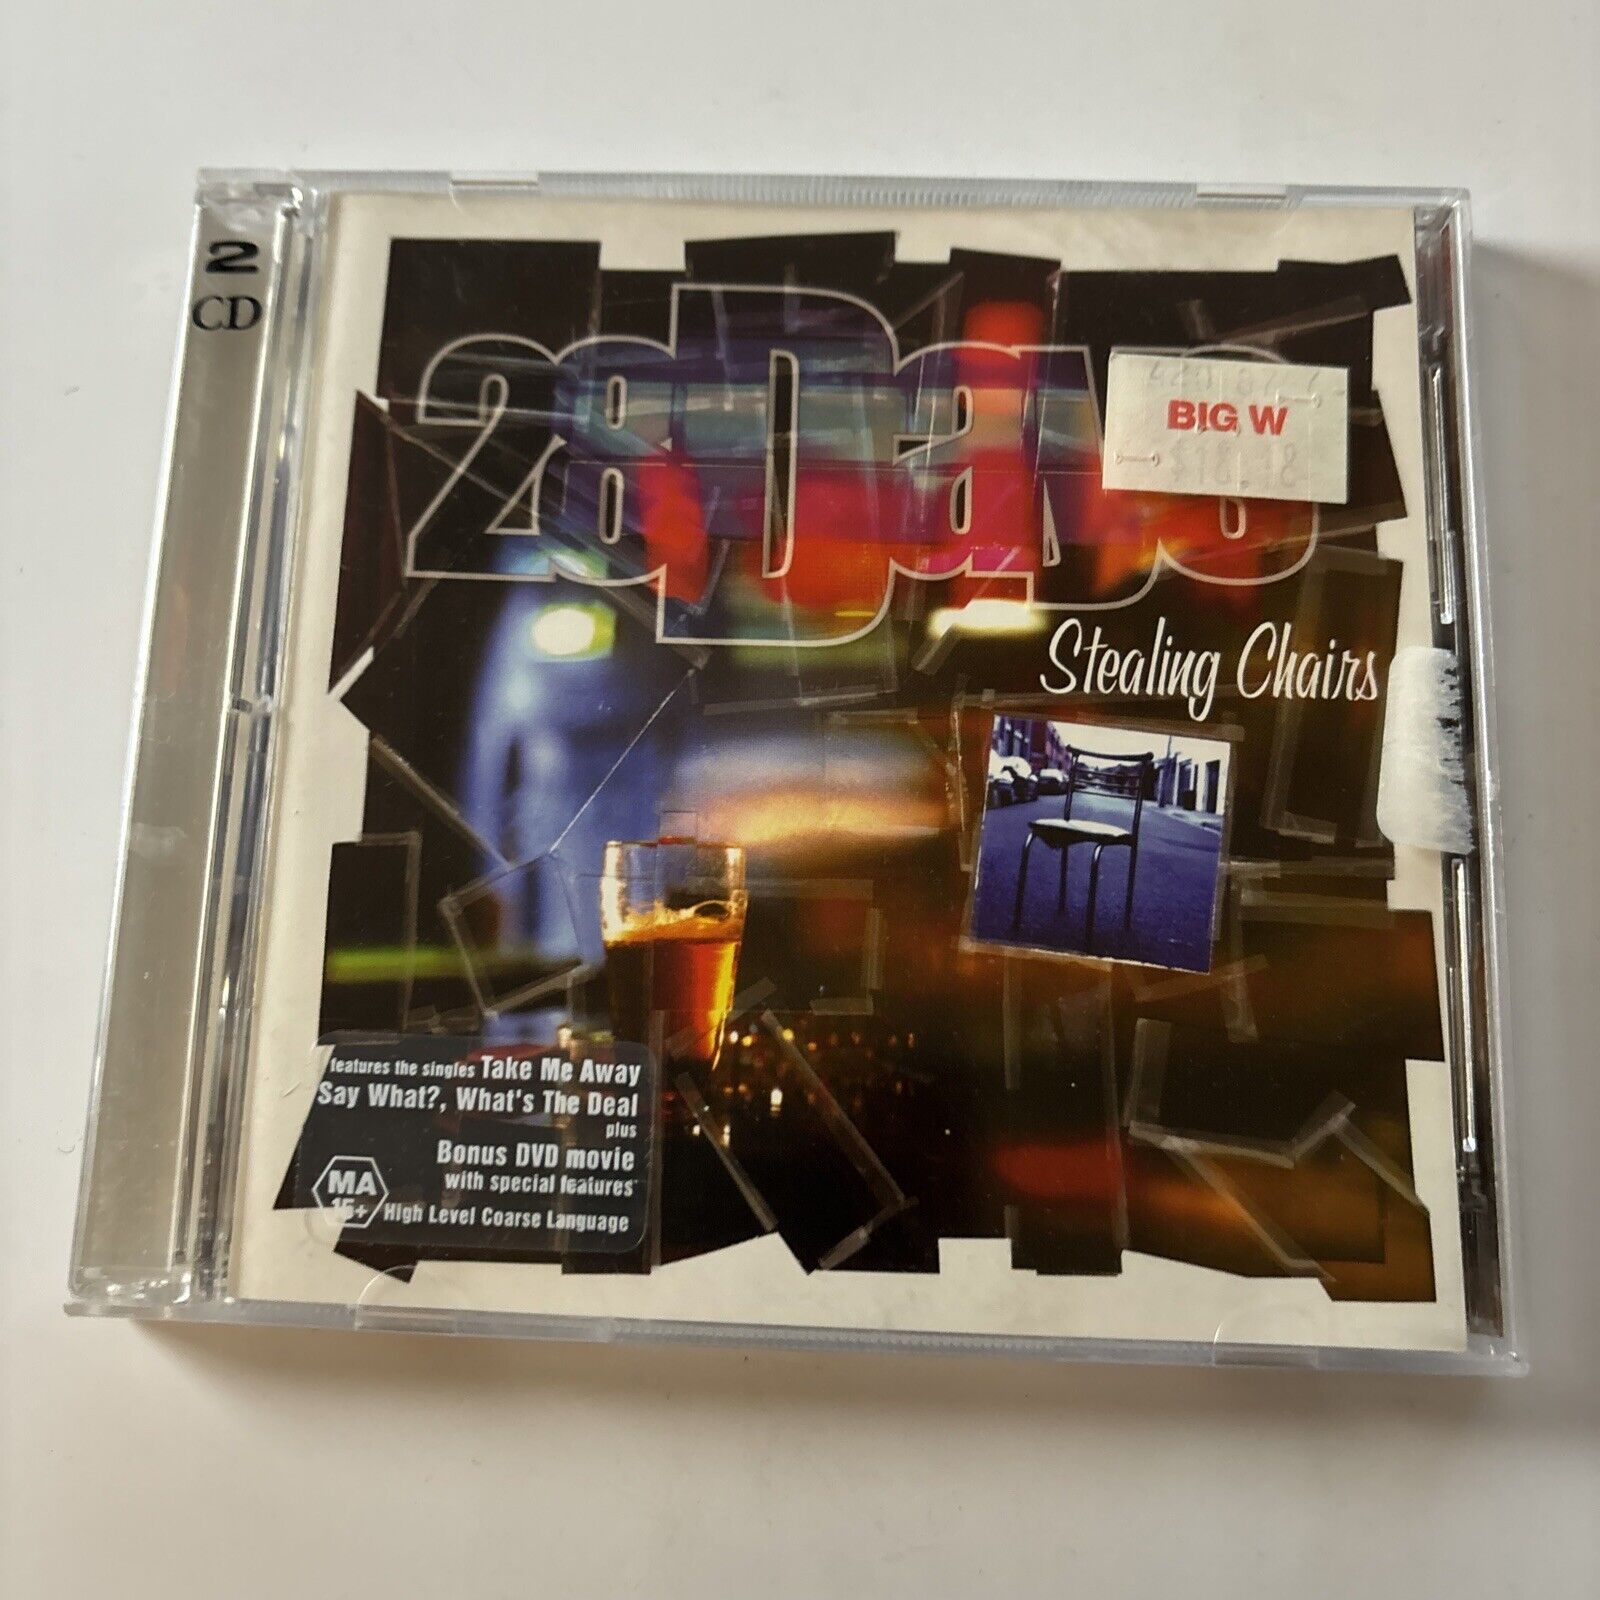 2
CD
28 Days
BIG W
Stealing Chairs
features the singles Take Me Away
Say What?, What's The Deal
plus
Bonus DVD movie
with special features
MA
15+ High Level Coarse Language